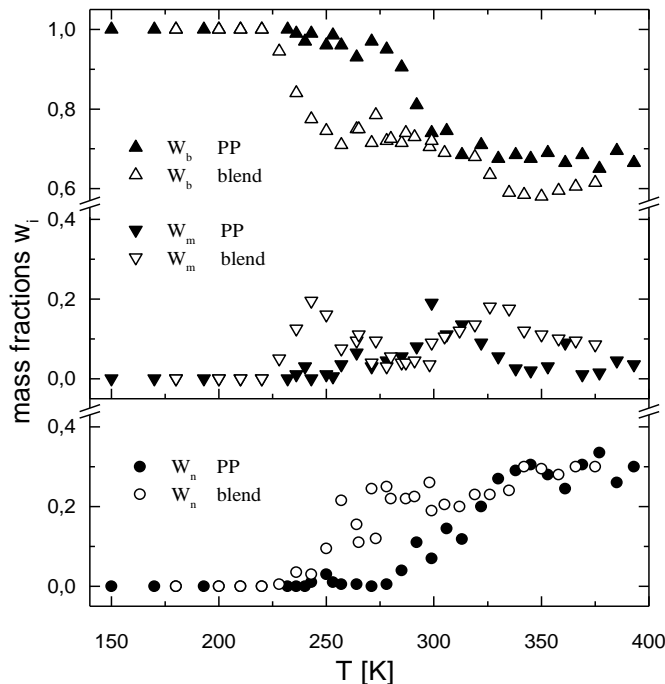 1,0
0,8
0,6
W_b PP
W_b blend
0,4
0,2
0,0
W_m PP
W_m blend
0,4
0,2
0,0
W_n PP
W_n blend
mass fractions w_i
150 200 250 300 350 400
T [K]